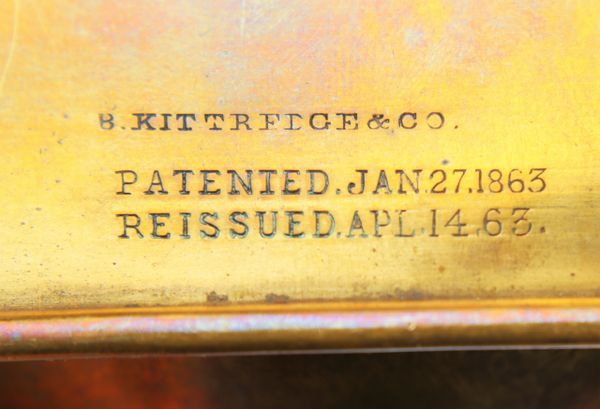 B. KITTREDGE & CO.
PATENTED. JAN. 27. 1863
REISSUED. APL. 14. 63.